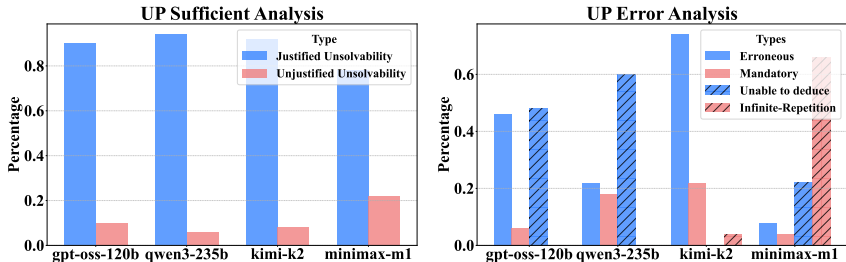 UP Sufficient Analysis
Percentage
0.8
0.6
0.4
0.2
0.0
Type
Justified Unsolvability
Unjustified Unsolvability
gpt-oss-120b qwen3-235b kimi-k2 minimax-m1
UP Error Analysis
Percentage
0.6
0.4
0.2
0.0
Types
Erroneous
Mandatory
Unable to deduce
Infinite-Repetition
gpt-oss-120b qwen3-235b kimi-k2 minimax-m1